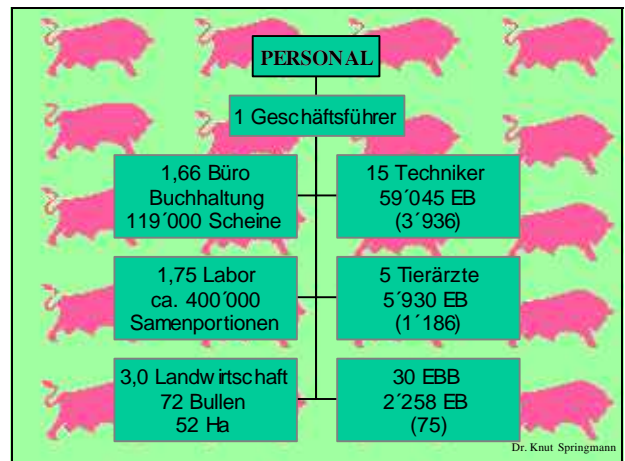 PERSONAL
1 Geschäftsführer
1,66 Büro
Buchhaltung
119´000 Scheine
15 Techniker
59´045 EB
(3´936)
1,75 Labor
ca. 400´000
Samenportionen
5 Tierärzte
5´930 EB
(1´186)
3,0 Landwirtschaft
72 Bullen
52 Ha
30 EBB
2´258 EB
(75)
Dr. Knut Springmann